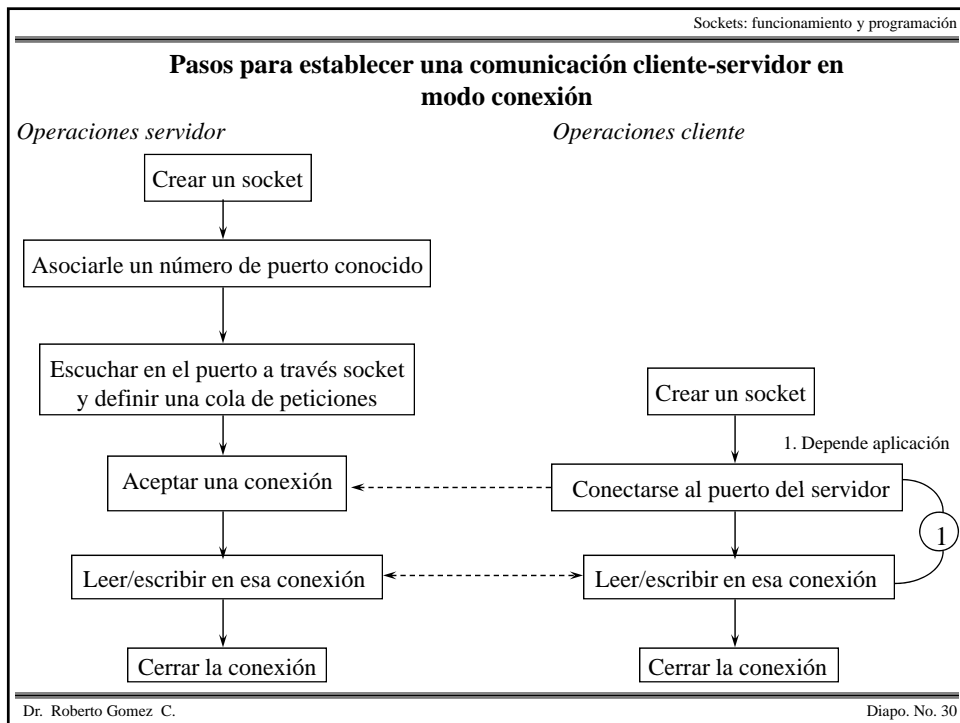 Sockets: funcionamiento y programación
Pasos para establecer una comunicación cliente-servidor en
modo conexión
Operaciones servidor
Operaciones cliente
Crear un socket
Asociarle un número de puerto conocido
Escuchar en el puerto a través socket
y definir una cola de peticiones
Crear un socket
1. Depende aplicación
Aceptar una conexión
Conectarse al puerto del servidor
1
Leer/escribir en esa conexión
Leer/escribir en esa conexión
Cerrar la conexión
Cerrar la conexión
Dr. Roberto Gomez C.
Diapo. No. 30